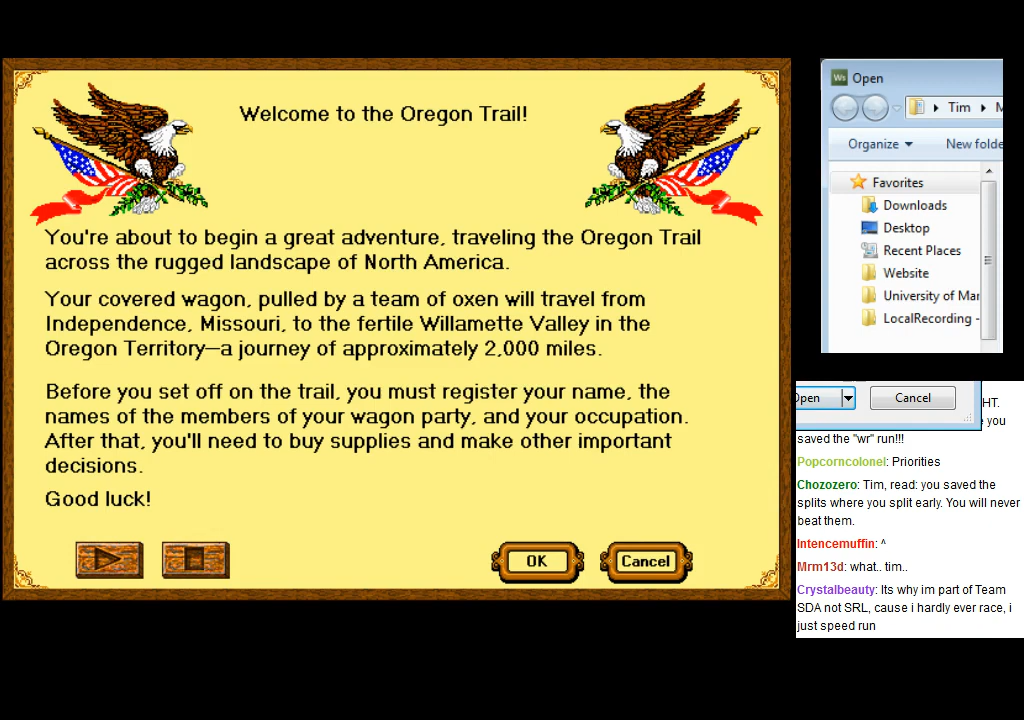 Welcome to the Oregon Trail!
You're about to begin a great adventure, traveling the Oregon Trail
across the rugged landscape of North America.
Your covered wagon, pulled by a team of oxen will travel from
Independence, Missouri, to the fertile Willamette Valley in the
Oregon Territory—a journey of approximately 2,000 miles.
Before you set off on the trail, you must register your name, the
names of the members of your wagon party, and your occupation.
After that, you'll need to buy supplies and make other important
decisions.
Good luck!
OK
Cancel
Ws Open
Tim
Organize
New folde
Favorites
Downloads
Desktop
Recent Places
Website
University of Mar
LocalRecording -
Open
Cancel
HT.
you
saved the "wr" run!!!
Popcorncolonel: Priorities
Chozozero: Tim, read: you saved the
splits where you split early. You will never
beat them.
Intencemuffin: ^
Mrm13d: what.. tim..
Crystalbeauty: Its why im part of Team
SDA not SRL, cause i hardly ever race, i
just speed run